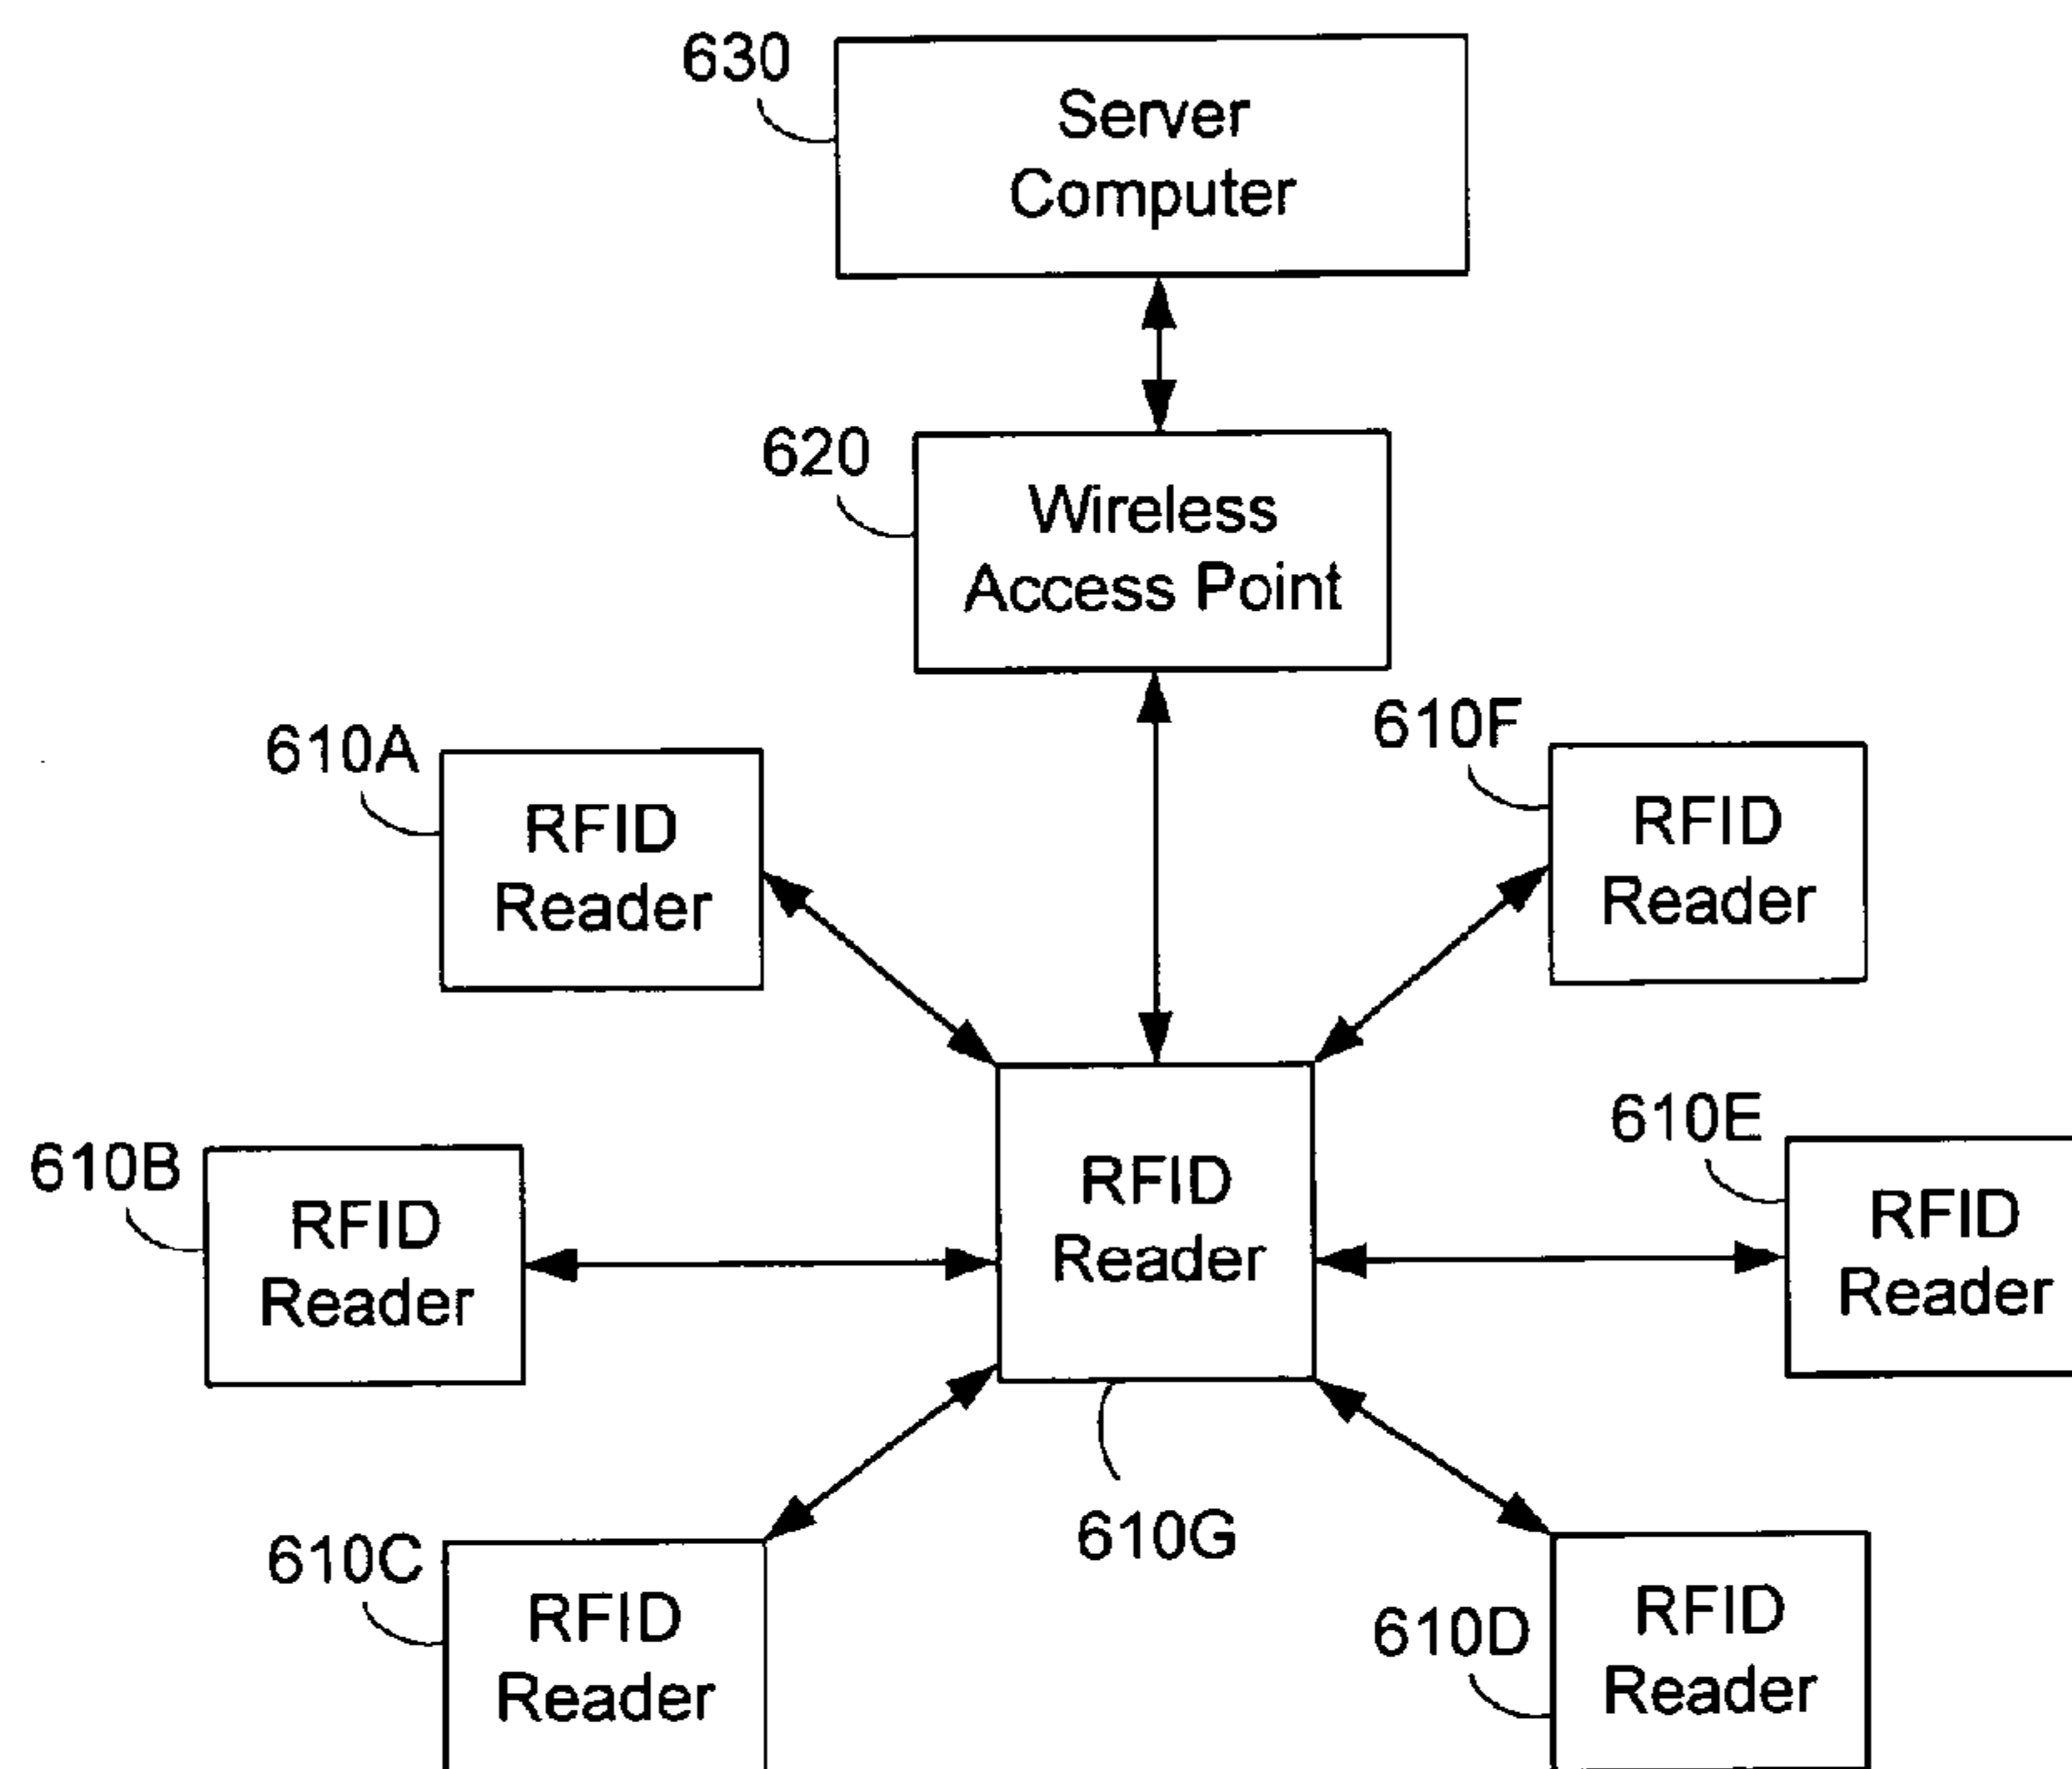 630
Server
Computer
620
Wireless
Access Point
610A
RFID
Reader
610F
RFID
Reader
610B
RFID
Reader
RFID
Reader
610E
RFID
Reader
610C
RFID
Reader
610G
610D
RFID
Reader